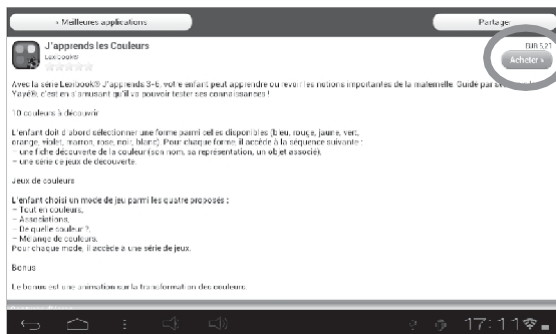 ‹ Meilleures applications
Partager
J'apprends les Couleurs
Lexibook®
EUR 5,21
Acheter ›
Avec la série Lexibook® J'apprends 3-6, votre enfant peut apprendre ou revoir les notions importantes de la maternelle. Guidé par
Yayé®, c'est en s'amusant qu'il va pouvoir tester ses connaissances !
10 couleurs à découvrir
L'enfant doit d'abord sélectionner une forme parmi celles disponibles (bleu, rouge, jaune, vert,
orange, violet, marron, rose, noir, blanc). Pour chaque forme, il accède à la séquence suivante :
– une fiche découverte de la couleur (son nom, sa représentation, un objet associé),
– une série de jeux de découverte.
Jeux de couleurs
L'enfant choisi un mode de jeu parmi les quatre proposés :
– Tout en couleurs,
– Associations,
– De quelle couleur ?,
– Mélange de couleurs.
Pour chaque mode, il accède à une série de jeux.
Bonus
Le bonus est une animation sur la transformation des couleurs.
17:11